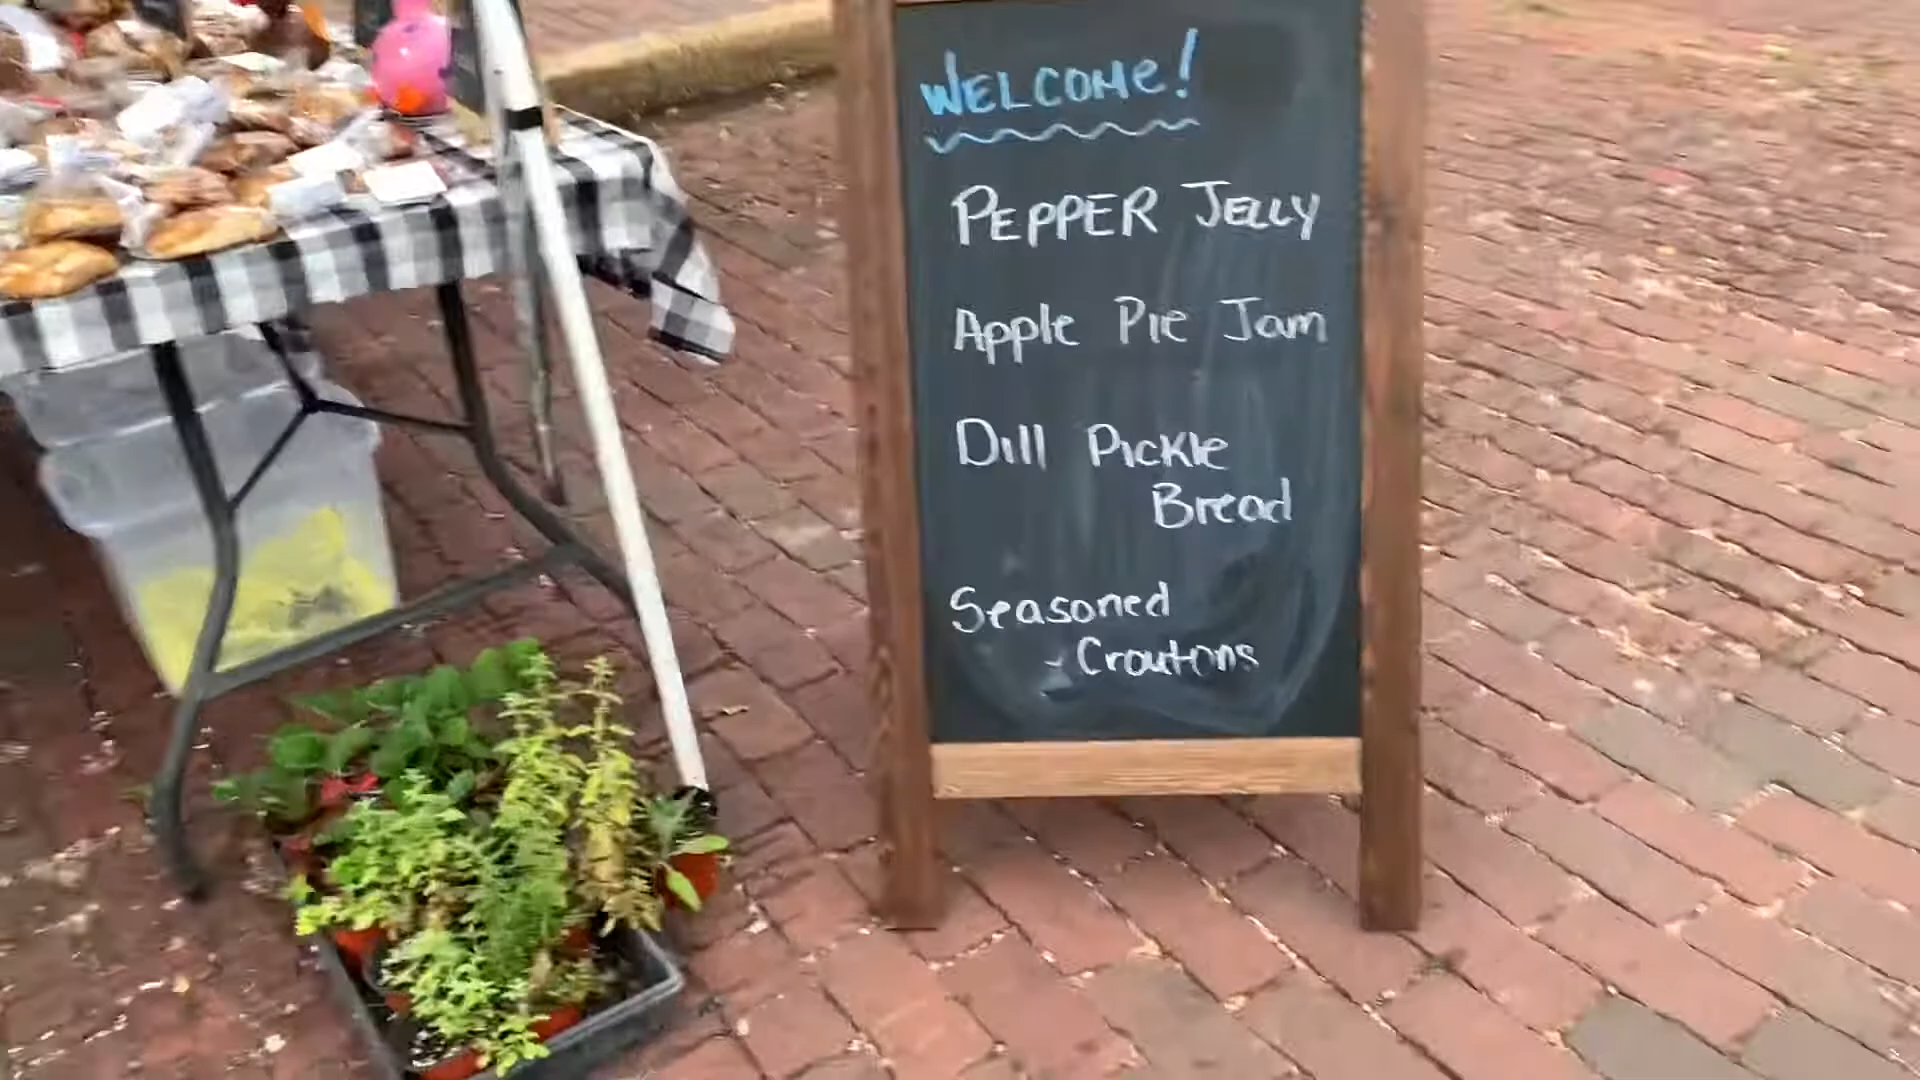 WELCOMe!
PEPPER JELLY
Apple Pie Jam
Dill Pickle
Bread
Seasoned
- Croutons